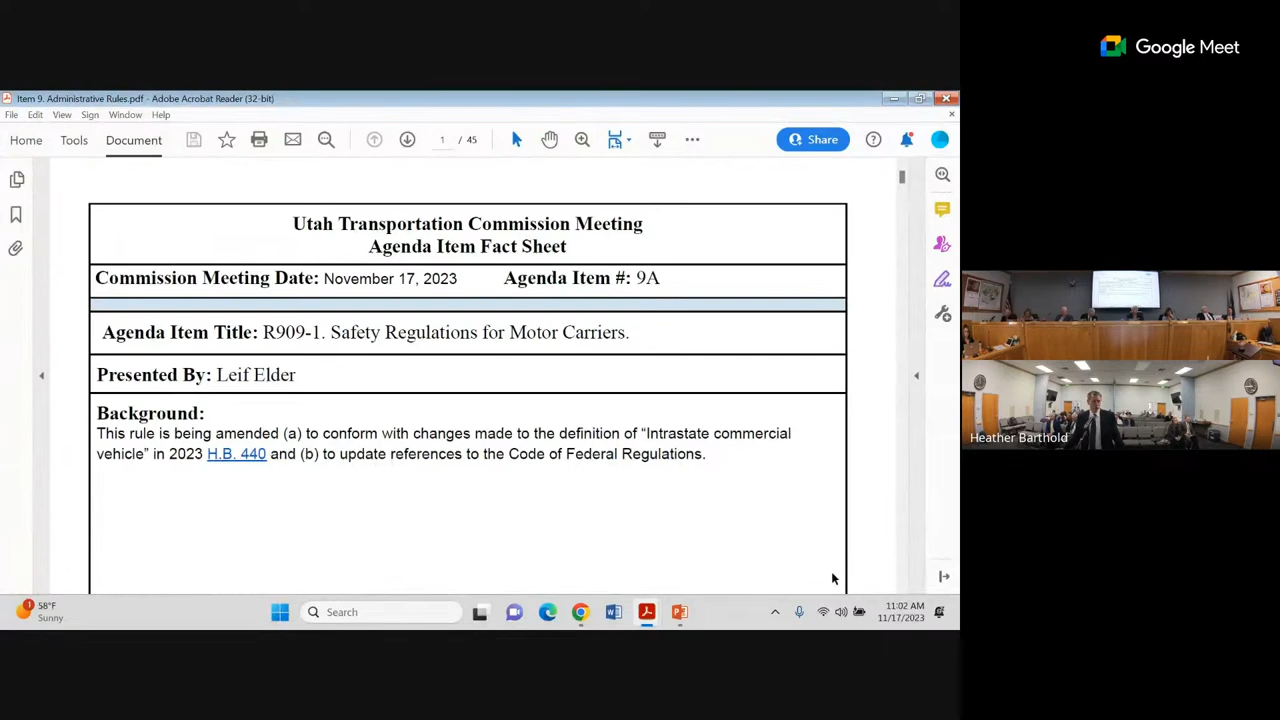 Google Meet
Item 9. Administrative Rules.pdf - Adobe Acrobat Reader (32-bit)
File Edit View Sign Window Help
Home Tools Document 1 / 45 Share
Utah Transportation Commission Meeting
Agenda Item Fact Sheet
Commission Meeting Date: November 17, 2023 Agenda Item #: 9A
Agenda Item Title: R909-1. Safety Regulations for Motor Carriers.
Presented By: Leif Elder
Background:
This rule is being amended (a) to conform with changes made to the definition of “Intrastate commercial
vehicle” in 2023 H.B. 440 and (b) to update references to the Code of Federal Regulations.
Heather Barthold
1
58°F
Sunny
Search
11:02 AM
11/17/2023